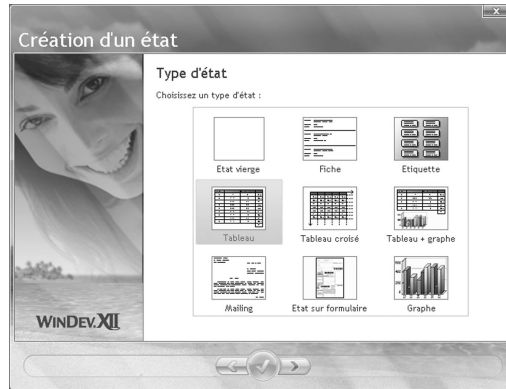 Création d'un état
Type d'état
Choisissez un type d'état :
Etat vierge
Fiche
Etiquette
Tableau
Tableau croisé
Tableau + graphe
Mailing
Etat sur formulaire
Graphe
WINDEV.XII